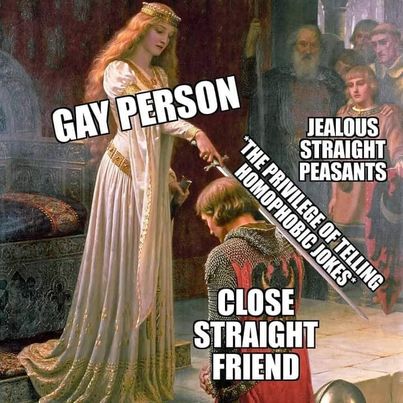 GAY PERSON
JEALOUS
STRAIGHT
PEASANTS
*THE PRIVILEGE OF TELLING
HOMOPHOBIC JOKES*
CLOSE
STRAIGHT
FRIEND